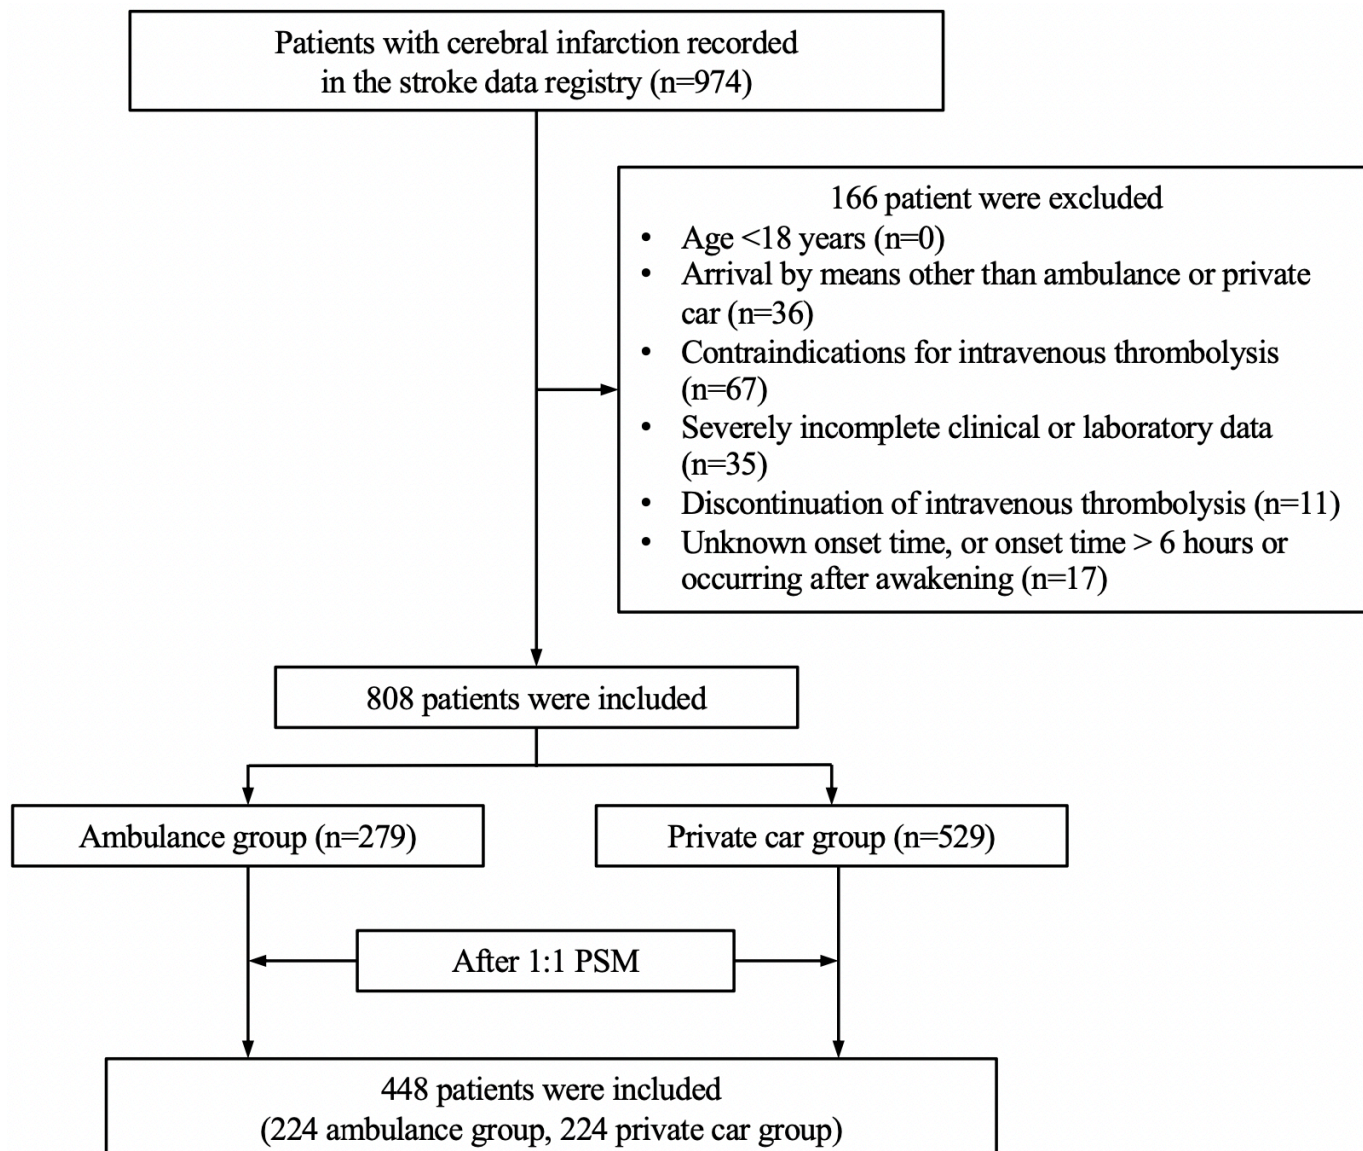 Patients with cerebral infarction recorded
in the stroke data registry (n=974)
166 patient were excluded
• Age <18 years (n=0)
• Arrival by means other than ambulance or private
car (n=36)
• Contraindications for intravenous thrombolysis
(n=67)
• Severely incomplete clinical or laboratory data
(n=35)
• Discontinuation of intravenous thrombolysis (n=11)
• Unknown onset time, or onset time > 6 hours or
occurring after awakening (n=17)
808 patients were included
Ambulance group (n=279)
Private car group (n=529)
After 1:1 PSM
448 patients were included
(224 ambulance group, 224 private car group)